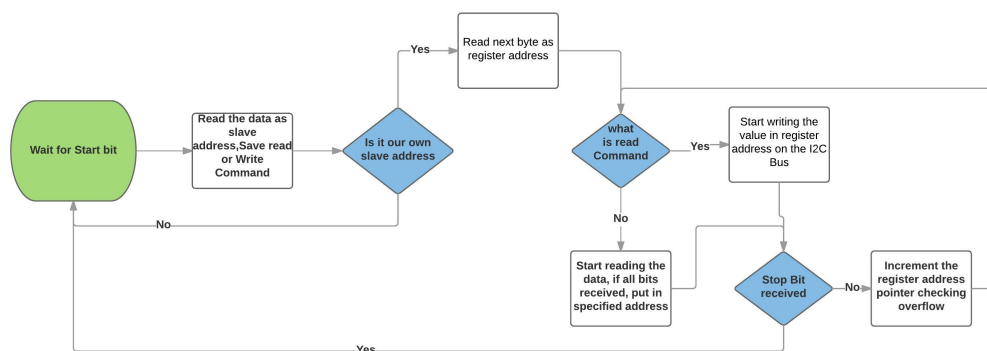 Wait for Start bit
Read the data as
slave
address,Save read
or Write
Command
Is it our own
slave address
Yes
Read next byte as
register address
No
what
is read
Command
Yes
Start writing the
value in register
address on the I2C
Bus
No
Start reading the
data, if all bits
received, put in
specified address
Stop Bit
received
No
Increment the
register address
pointer checking
overflow
Yes